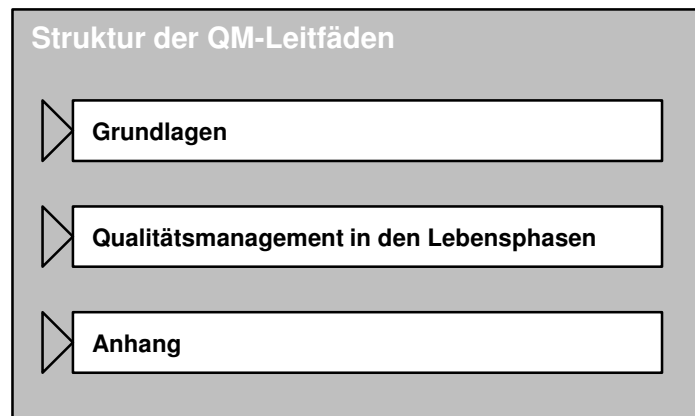 Struktur der QM-Leitfäden
Grundlagen
Qualitätsmanagement in den Lebensphasen
Anhang